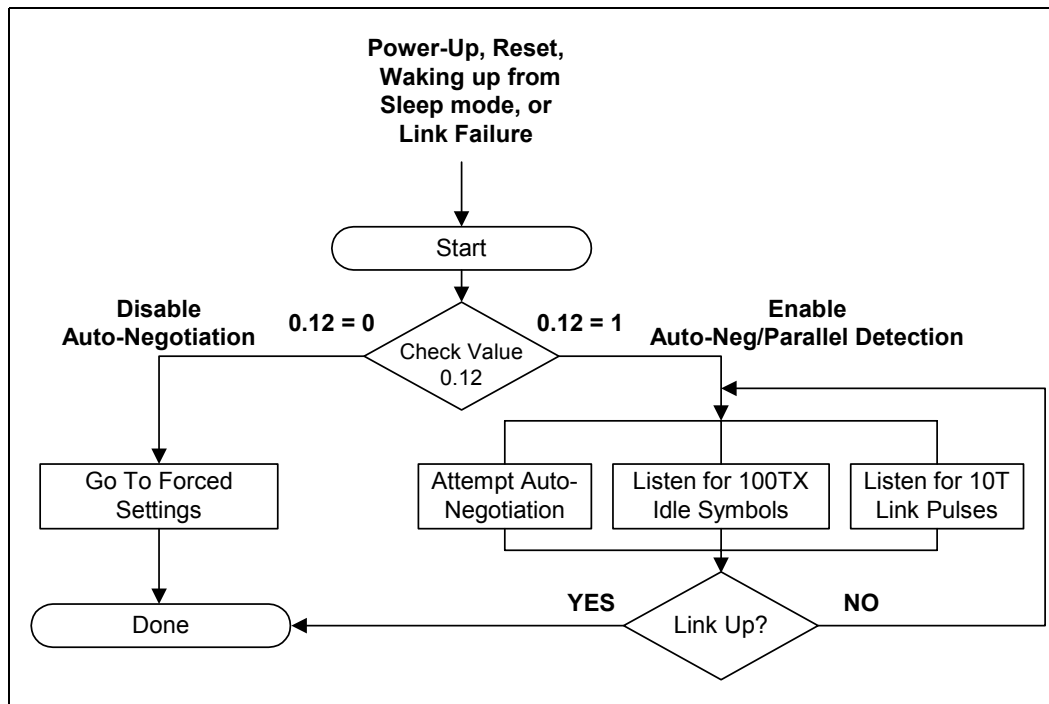 Power-Up, Reset,
Waking up from
Sleep mode, or
Link Failure
Start
Disable
Auto-Negotiation
0.12 = 0
0.12 = 1
Enable
Auto-Neg/Parallel Detection
Check Value
0.12
Go To Forced
Settings
Attempt Auto-
Negotiation
Listen for 100TX
Idle Symbols
Listen for 10T
Link Pulses
YES
NO
Link Up?
Done